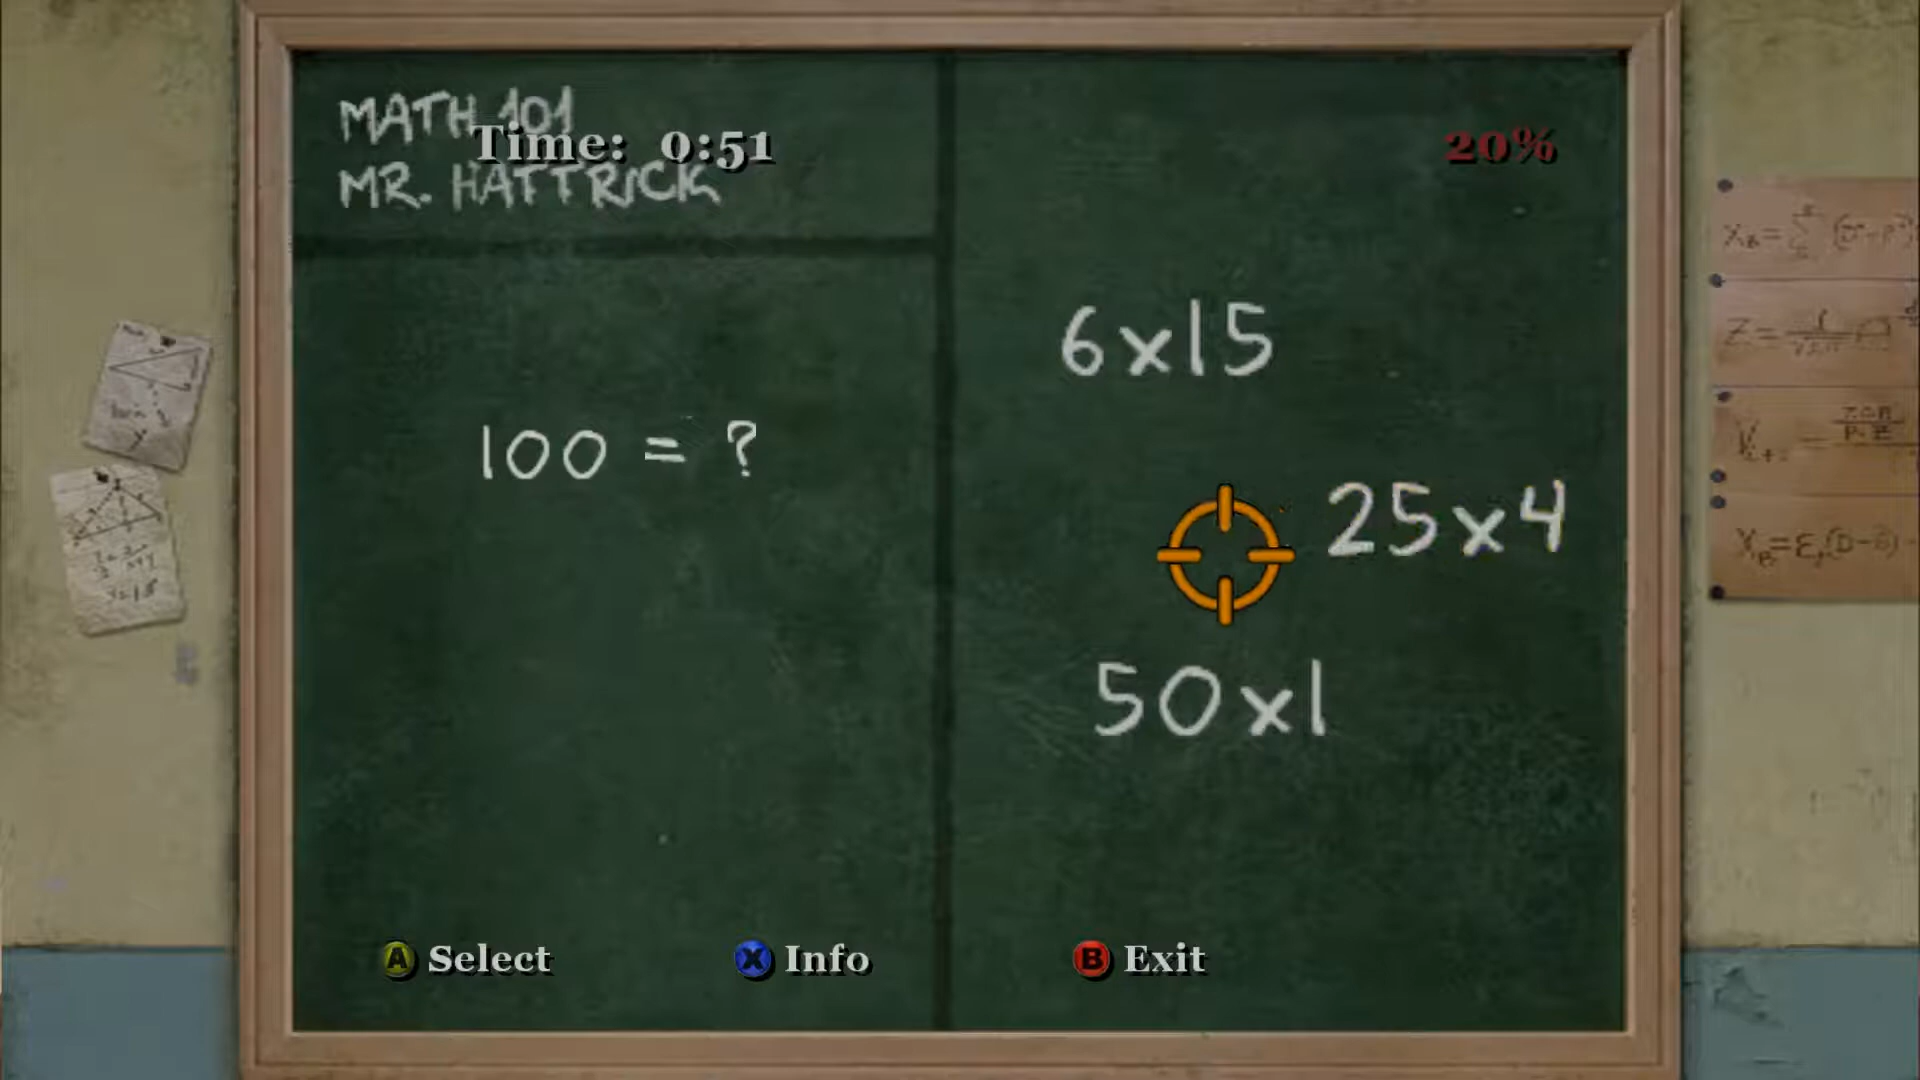 MATH 101
Time: 0:51
20%
MR. HATTRICK
6x15
100 = ?
25x4
50x1
A Select
X Info
B Exit